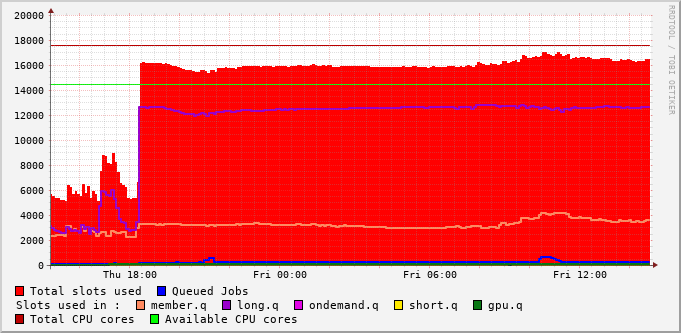 20000
18000
16000
14000
12000
10000
8000
6000
4000
2000
0
Thu 18:00 Fri 00:00 Fri 06:00 Fri 12:00
RRDTOOL / TOBI OETIKER
Total slots used Queued Jobs
Slots used in : member.q long.q ondemand.q short.q gpu.q
Total CPU cores Available CPU cores